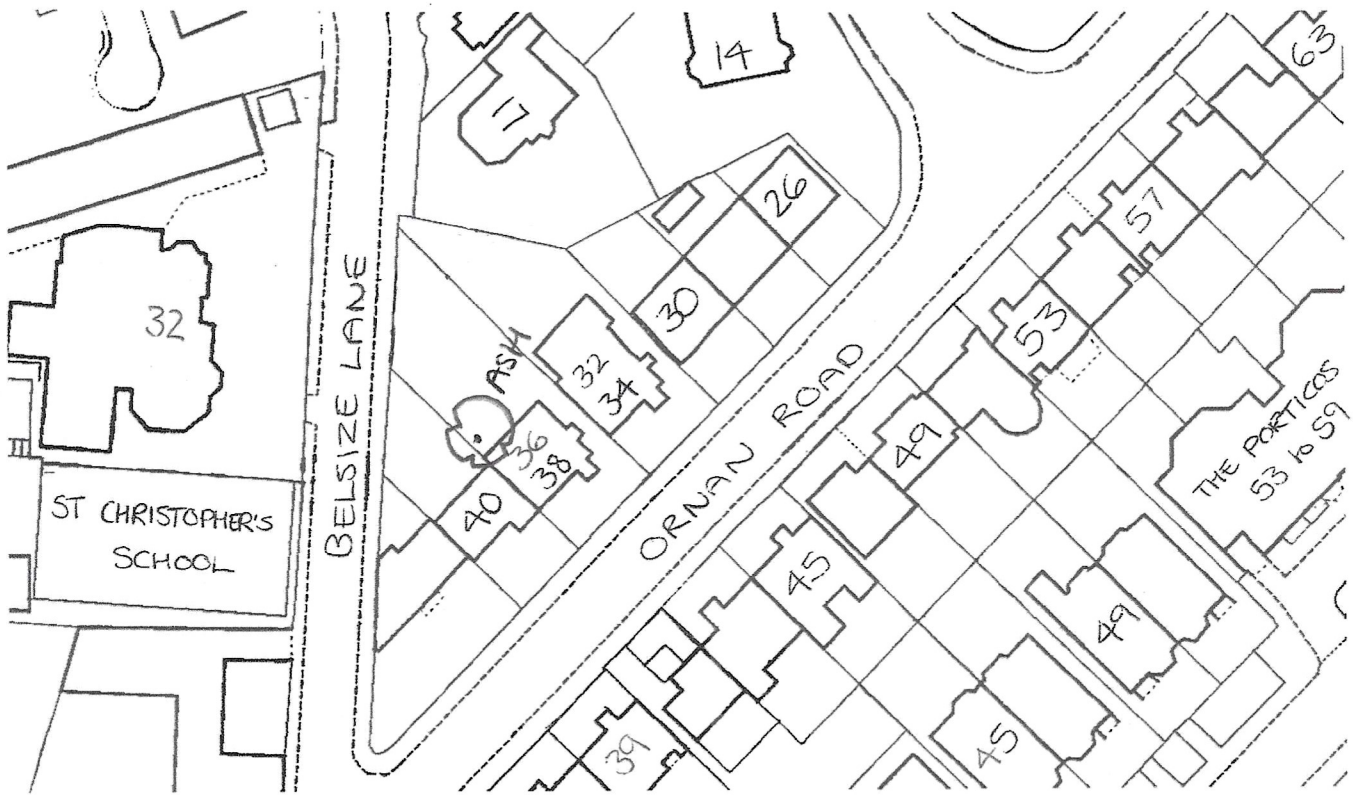 14
63
17
26
57
32
BELSIZE LANE
30
53
ASH
32
34
ORNAN ROAD
49
36
38
THE PORTICOS
53 to 59
40
ST CHRISTOPHER'S
SCHOOL
45
49
39
45